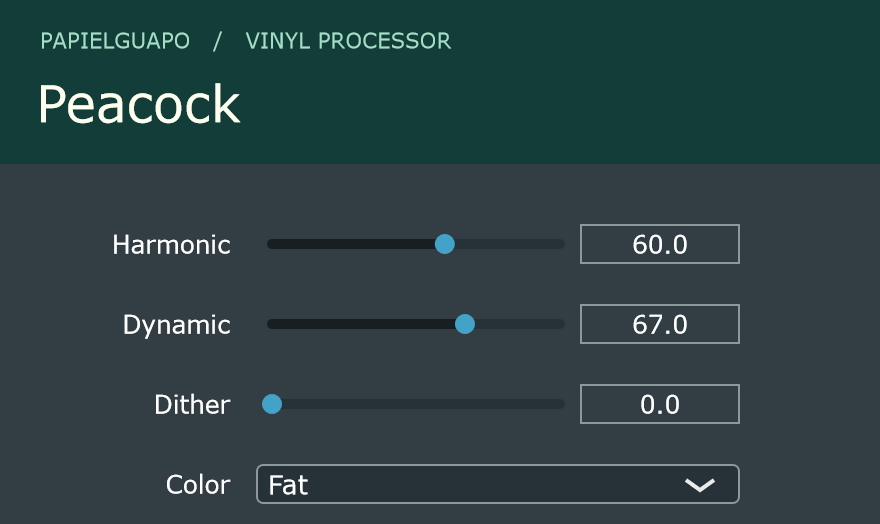 PAPIELGUAPO / VINYL PROCESSOR
Peacock
Harmonic 60.0
Dynamic 67.0
Dither 0.0
Color Fat